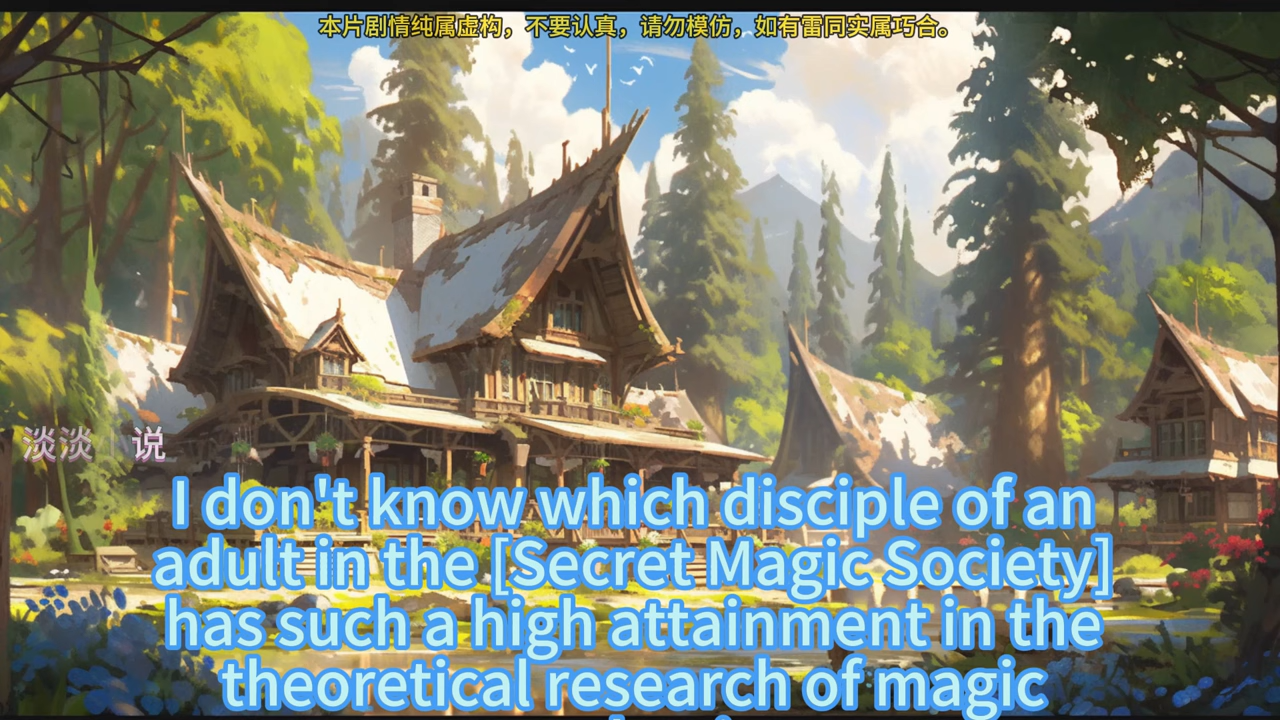 本片剧情纯属虚构，不要认真，请勿模仿，如有雷同实属巧合。
淡淡 说
I don't know which disciple of an
adult in the [Secret Magic Society]
has such a high attainment in the
theoretical research of magic